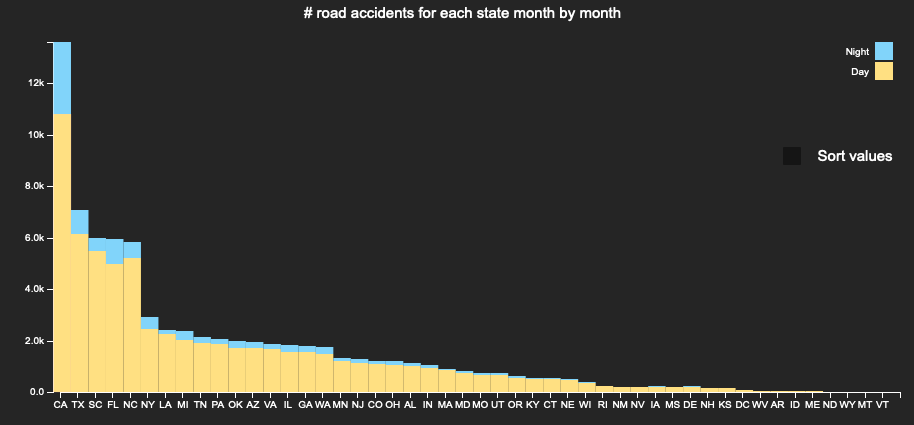 # road accidents for each state month by month
Night
Day
Sort values
12k
10k
8.0k
6.0k
4.0k
2.0k
0.0
CA TX SC FL NC NY LA MI TN PA OK AZ VA IL GA WA MN NJ CO OH AL IN MA MD MO UT OR KY CT NE WI RI NM NV IA MS DE NH KS DC WV AR ID ME ND WY MT VT